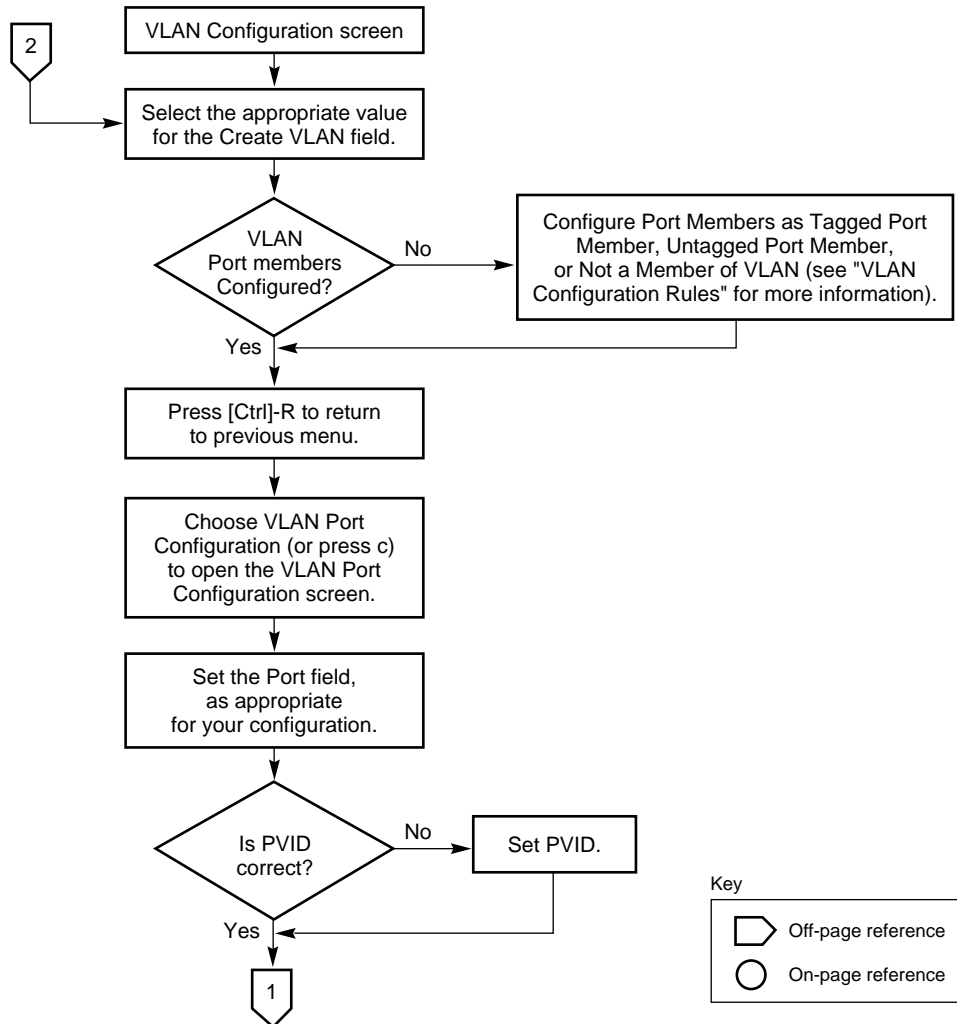 VLAN Configuration screen
2
Select the appropriate value
for the Create VLAN field.
VLAN
Port members
Configured?
No
Configure Port Members as Tagged Port
Member, Untagged Port Member,
or Not a Member of VLAN (see "VLAN
Configuration Rules" for more information).
Yes
Press [Ctrl]-R to return
to previous menu.
Choose VLAN Port
Configuration (or press c)
to open the VLAN Port
Configuration screen.
Set the Port field,
as appropriate
for your configuration.
Is PVID
correct?
No
Set PVID.
Yes
1
Key
Off-page reference
On-page reference